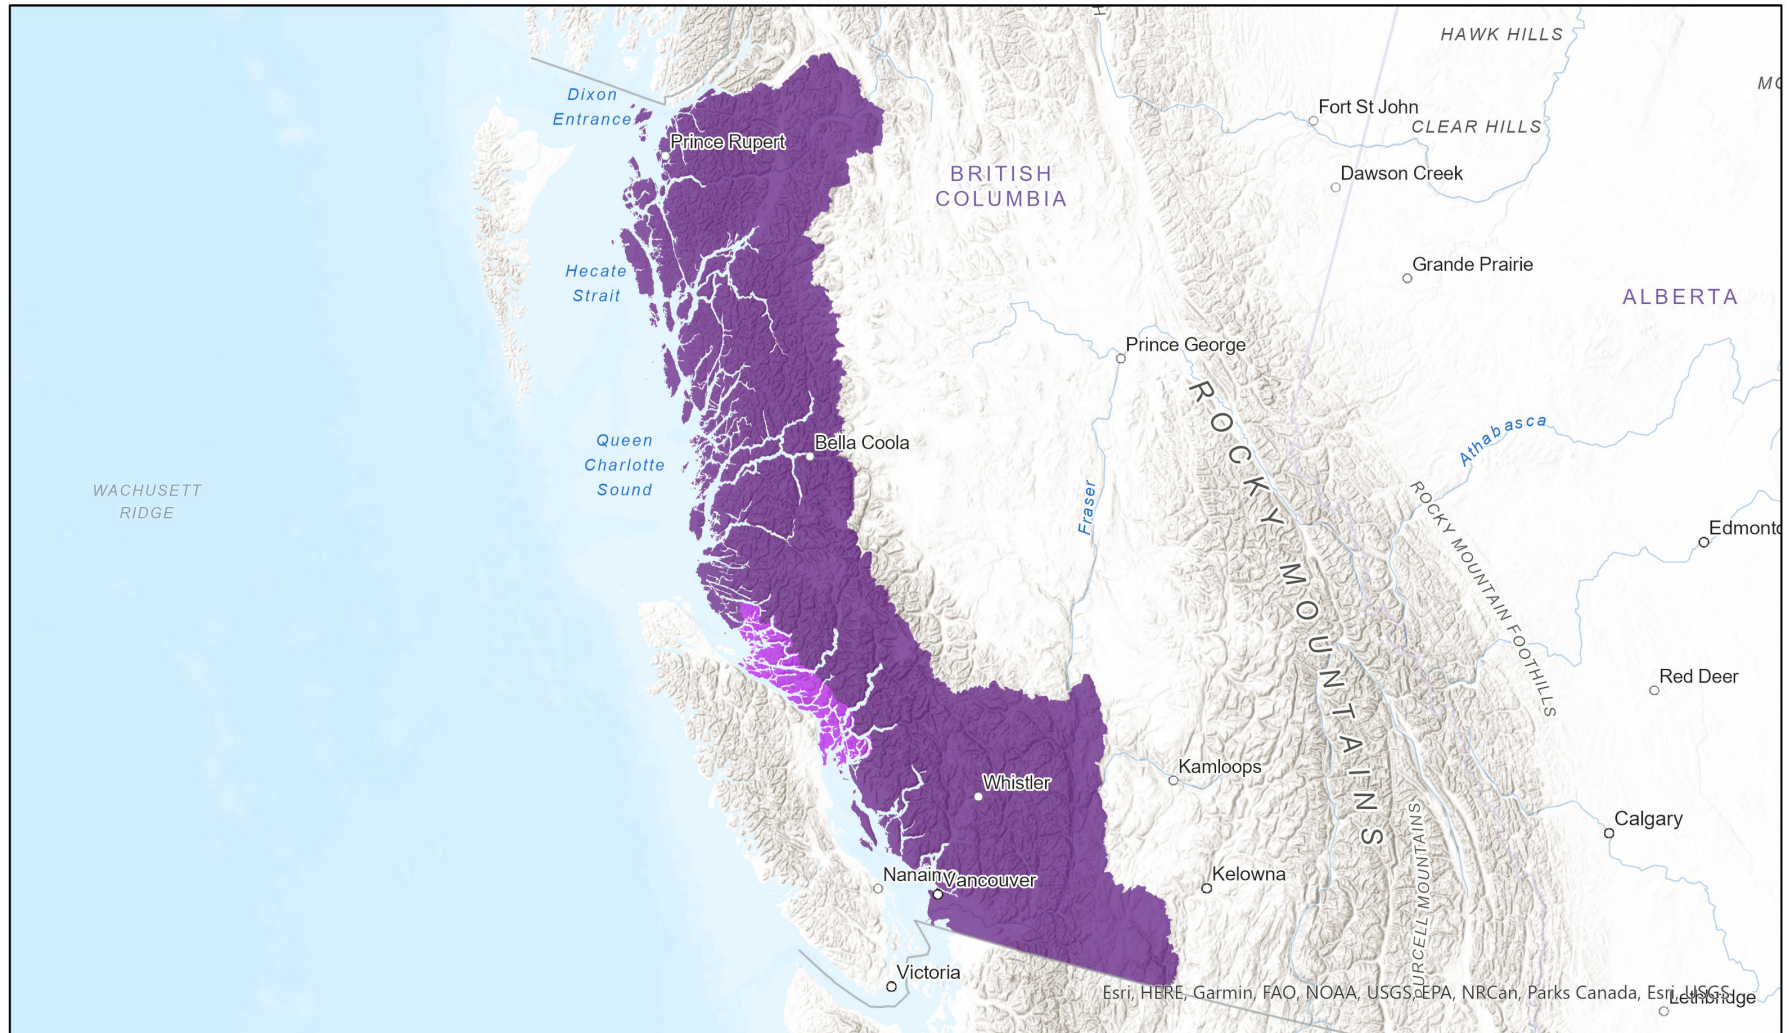 HAWK HILLS
Dixon
Entrance
Fort St John
CLEAR HILLS
Prince Rupert
BRITISH
COLUMBIA
Dawson Creek
Hecate
Strait
Grande Prairie
ALBERTA
Prince George
ROCKY MOUNTAINS
Queen
Charlotte
Sound
Bella Coola
Athabasca
WACHUSETT
RIDGE
Fraser
ROCKY MOUNTAIN FOOTHILLS
Red Deer
Kamloops
Whistler
Calgary
PURCELL MOUNTAINS
Kelowna
Vancouver
Victoria
Esri, HERE, Garmin, FAO, NOAA, USGS, EPA, NRCan, Parks Canada, Esri, USGS
Lethbridge